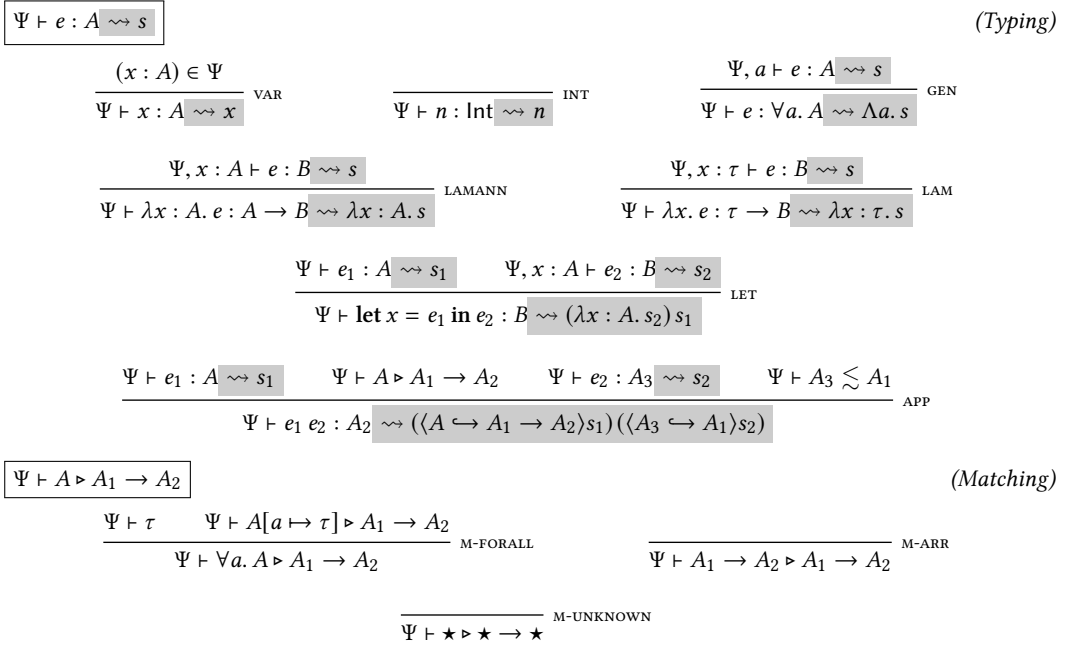 Ψ ⊢ e : A ⇝ s (Typing)
(x : A) ∈ Ψ
Ψ ⊢ x : A ⇝ x VAR
Ψ ⊢ n : Int ⇝ n INT
Ψ, a ⊢ e : A ⇝ s
Ψ ⊢ e : ∀a. A ⇝ Λa. s GEN
Ψ, x : A ⊢ e : B ⇝ s
Ψ ⊢ λx : A. e : A → B ⇝ λx : A. s LAMANN
Ψ, x : τ ⊢ e : B ⇝ s
Ψ ⊢ λx. e : τ → B ⇝ λx : τ. s LAM
Ψ ⊢ e₁ : A ⇝ s₁ Ψ, x : A ⊢ e₂ : B ⇝ s₂
Ψ ⊢ let x = e₁ in e₂ : B ⇝ (λx : A. s₂) s₁ LET
Ψ ⊢ e₁ : A ⇝ s₁ Ψ ⊢ A ▹ A₁ → A₂ Ψ ⊢ e₂ : A₃ ⇝ s₂ Ψ ⊢ A₃ ≲ A₁
Ψ ⊢ e₁ e₂ : A₂ ⇝ (⟨A ↪ A₁ → A₂⟩s₁) (⟨A₃ ↪ A₁⟩s₂) APP
Ψ ⊢ A ▹ A₁ → A₂ (Matching)
Ψ ⊢ τ Ψ ⊢ A[a ↦ τ] ▹ A₁ → A₂
Ψ ⊢ ∀a. A ▹ A₁ → A₂ M-FORALL
Ψ ⊢ A₁ → A₂ ▹ A₁ → A₂ M-ARR
Ψ ⊢ ★ ▹ ★ → ★ M-UNKNOWN